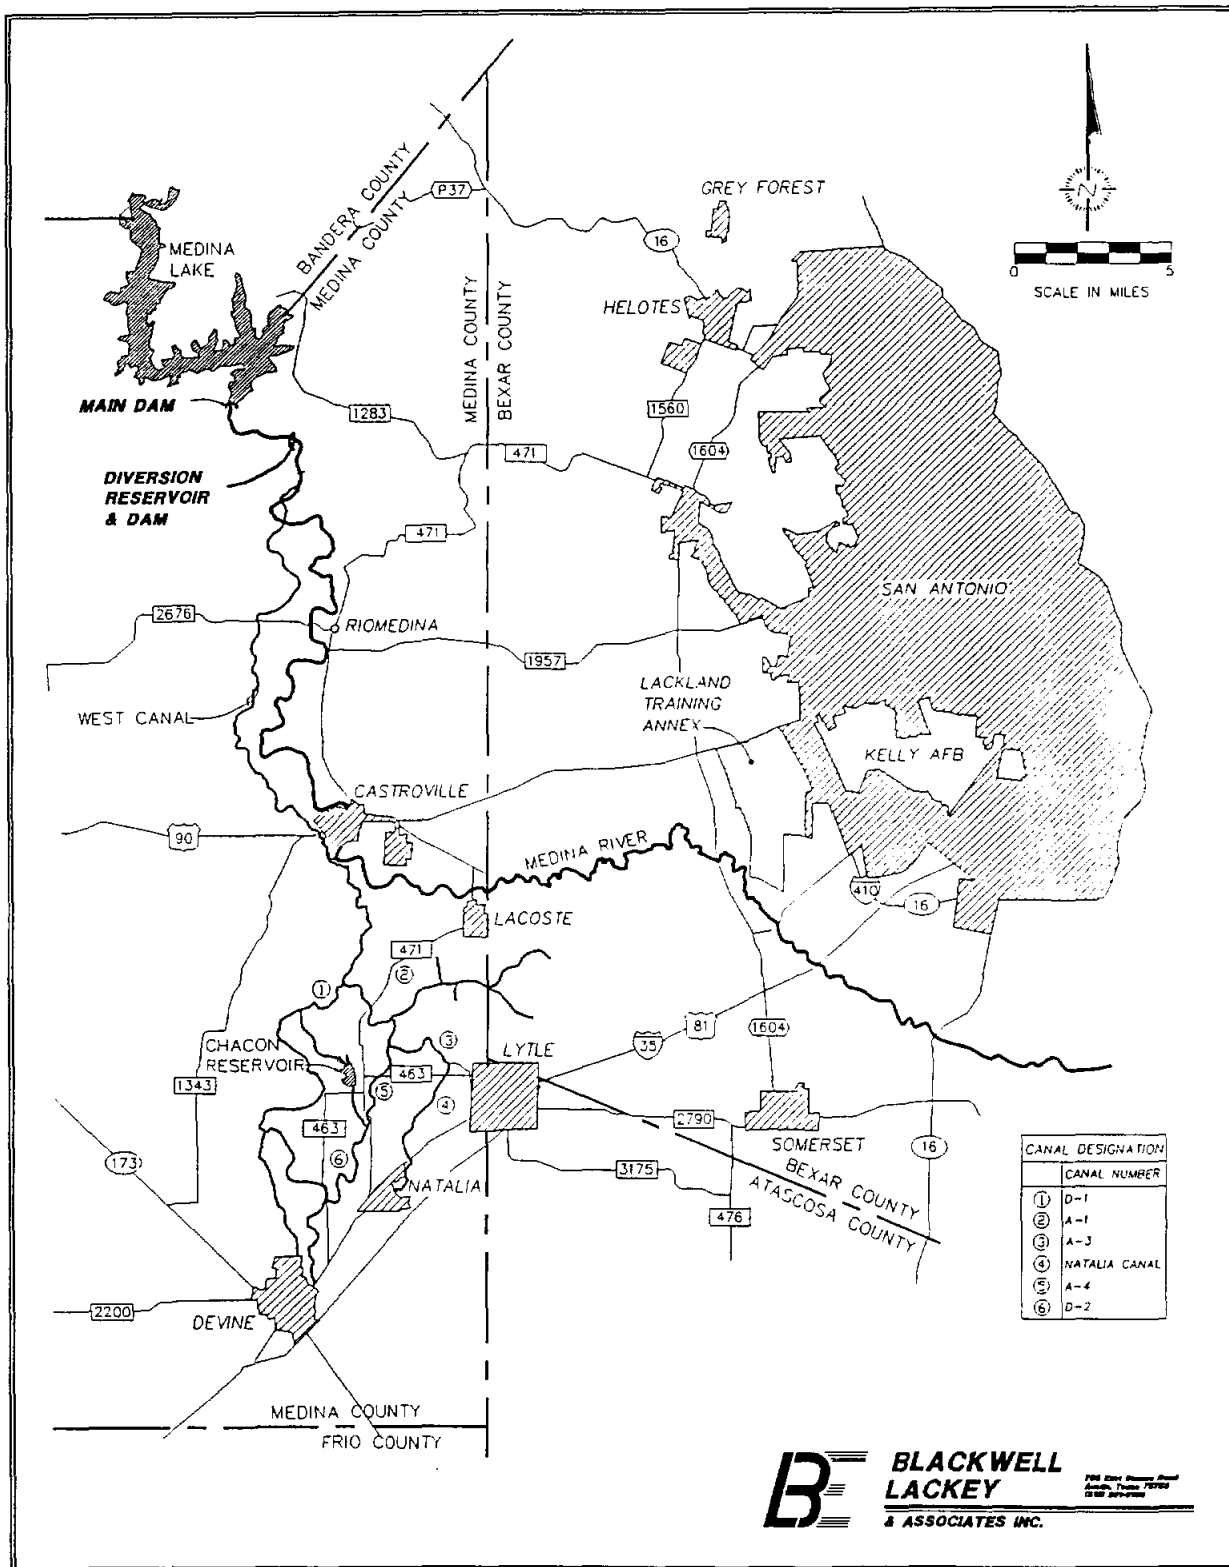 BANDERA COUNTY
MEDINA COUNTY
P37
GREY FOREST
N
0 5
SCALE IN MILES
MEDINA
LAKE
16
MEDINA COUNTY
BEXAR COUNTY
HELOTES
MAIN DAM
1283
1560
1604
471
DIVERSION
RESERVOIR
& DAM
471
SAN ANTONIO
2676
RIOMEDINA
1957
LACKLAND
TRAINING
ANNEX
WEST CANAL
KELLY AFB
CASTROVILLE
90
MEDINA RIVER
410
16
LACOSTE
471
2
1
81
1604
35
3
LYTLE
CHACON
RESERVOIR
463
5
1343
4
463
2790
SOMERSET
16
173
6
3175
NATALIA
BEXAR COUNTY
ATASCOSA COUNTY
476
CANAL DESIGNATION
CANAL NUMBER
1 D-1
2 A-1
3 A-3
4 NATALIA CANAL
5 A-4
6 D-2
2200
DEVINE
MEDINA COUNTY
FRIO COUNTY
BLACKWELL
LACKEY
& ASSOCIATES INC.